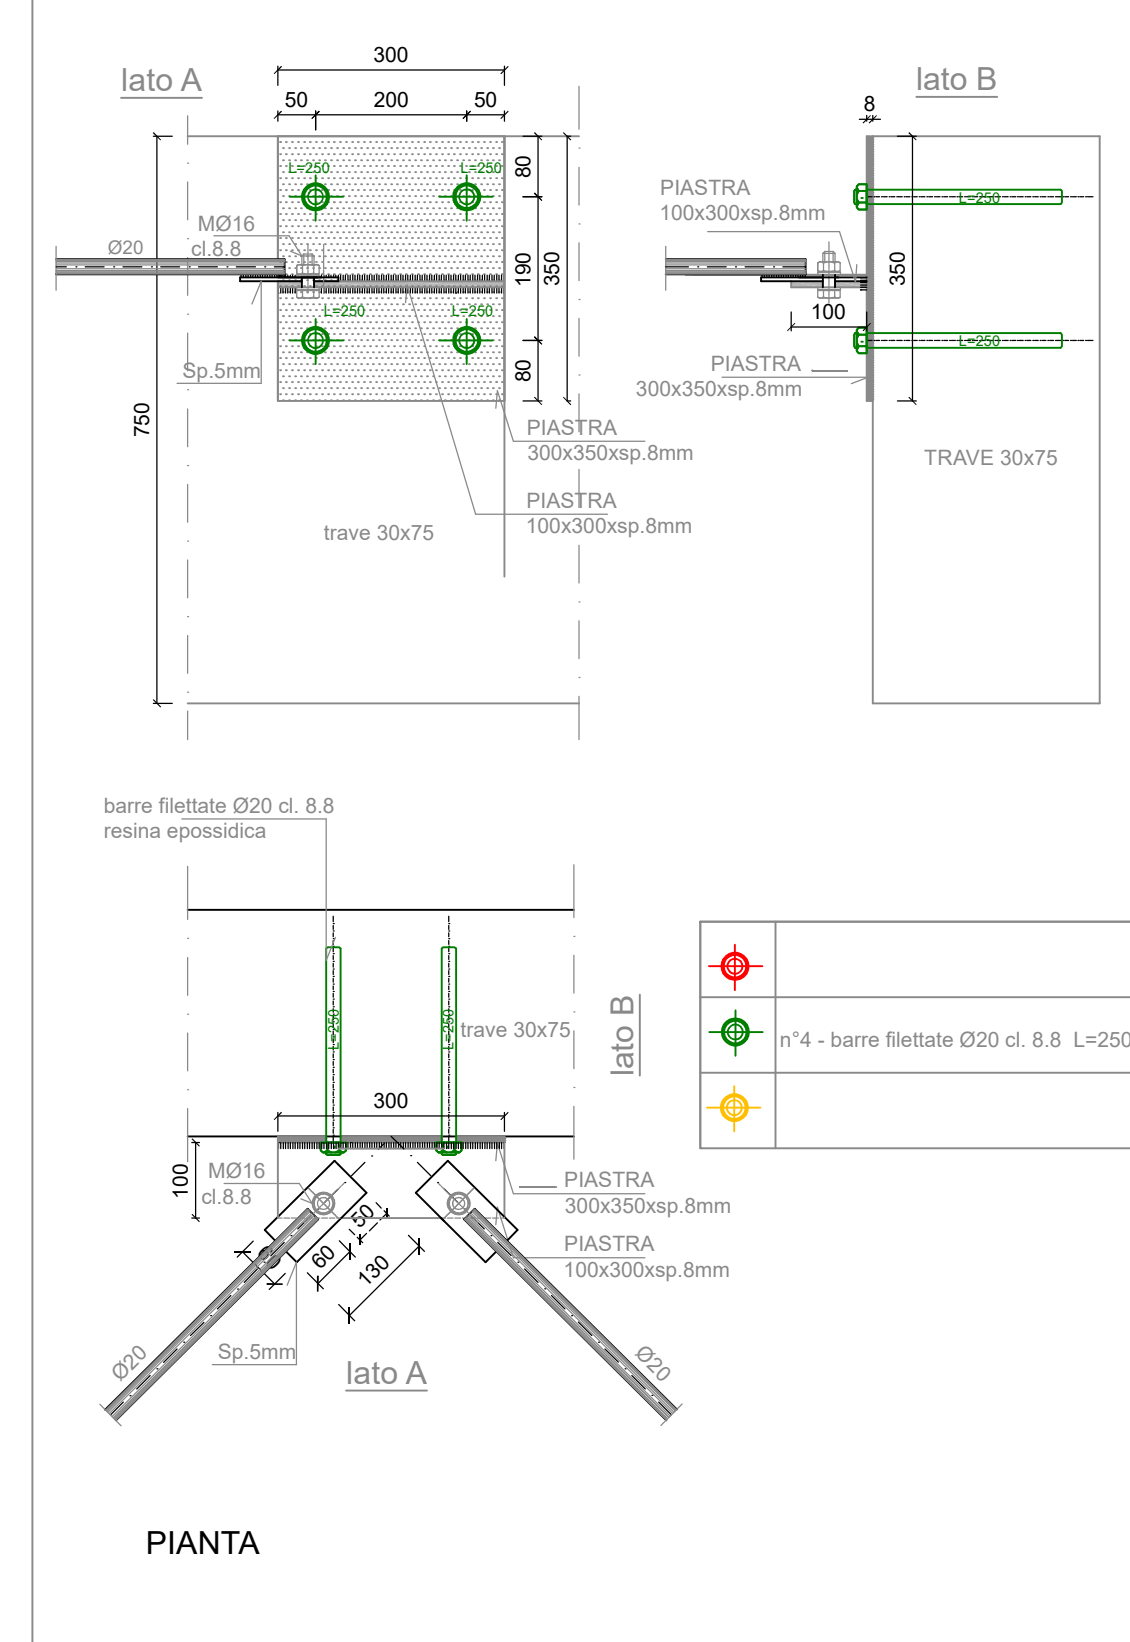 lato A
300
50
200
50
L=250
L=250
80
MØ16
cl.8.8
Ø20
190
350
L=250
L=250
Sp.5mm
80
750
PIASTRA
300x350xsp.8mm
PIASTRA
100x300xsp.8mm
trave 30x75
lato B
8
PIASTRA
100x300xsp.8mm
L=250
350
100
L=250
PIASTRA
300x350xsp.8mm
TRAVE 30x75
barre filettate Ø20 cl. 8.8
resina epossidica
L=250
L=250
trave 30x75
lato B
300
100
MØ16
cl.8.8
50
60
130
PIASTRA
300x350xsp.8mm
PIASTRA
100x300xsp.8mm
Ø20
Sp.5mm
Ø20
lato A
n°4 - barre filettate Ø20 cl. 8.8 L=250
PIANTA